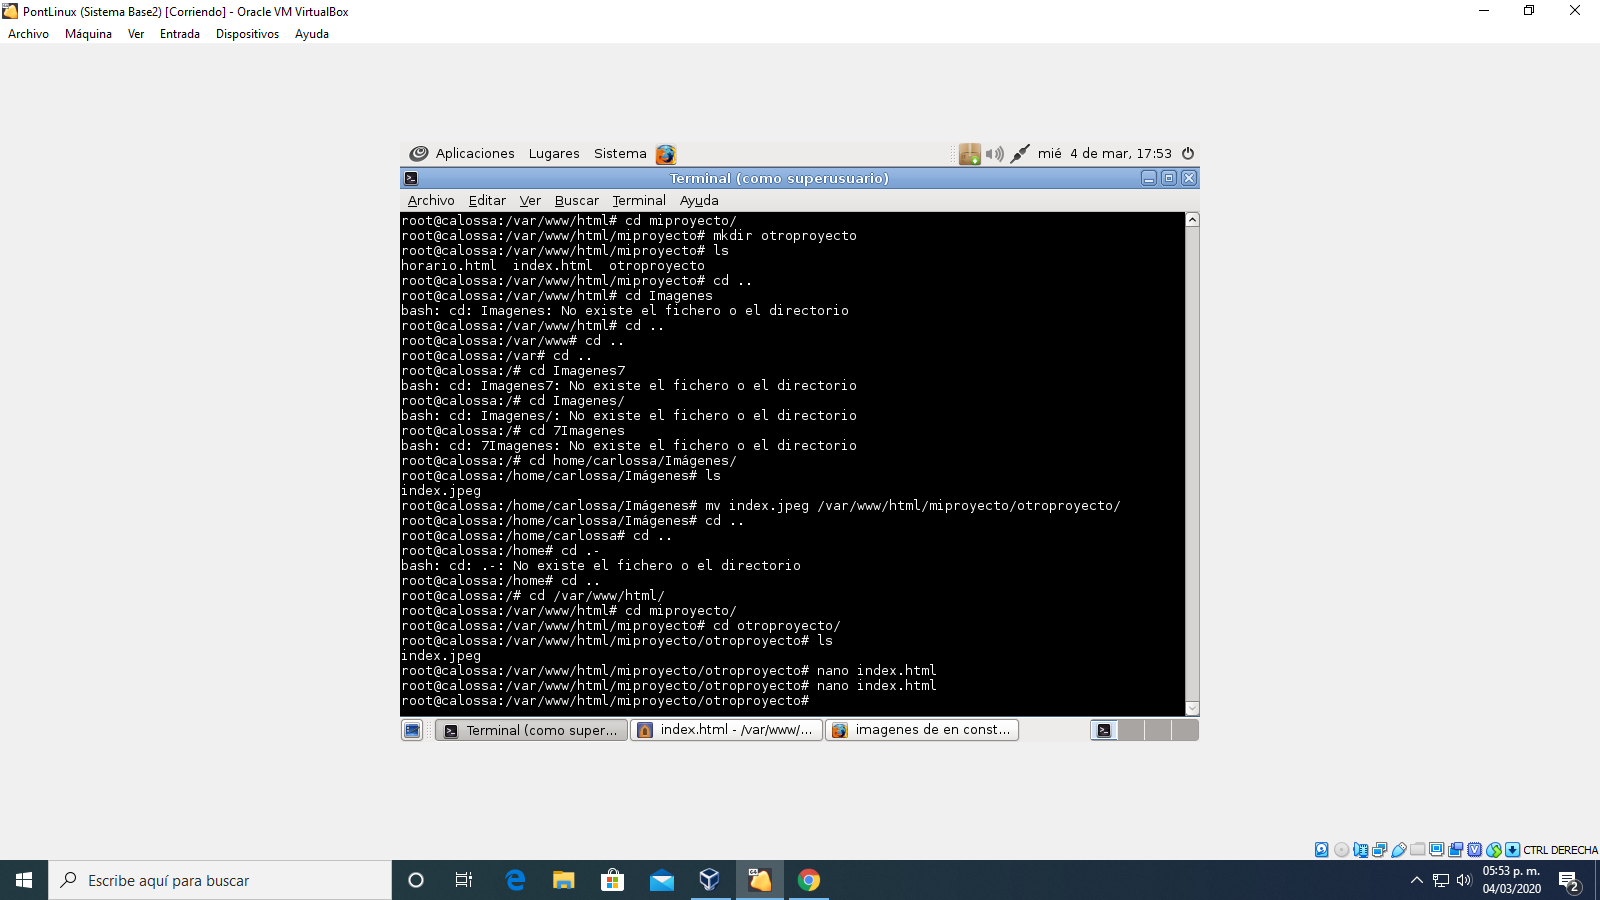 PontLinux (Sistema Base2) [Corriendo] - Oracle VM VirtualBox
Archivo Máquina Ver Entrada Dispositivos Ayuda
Aplicaciones Lugares Sistema mié 4 de mar, 17:53
Terminal (como superusuario)
Archivo Editar Ver Buscar Terminal Ayuda
root@calossa:/var/www/html# cd miproyecto/
root@calossa:/var/www/html/miproyecto# mkdir otroproyecto
root@calossa:/var/www/html/miproyecto# ls
horario.html index.html otroproyecto
root@calossa:/var/www/html/miproyecto# cd ..
root@calossa:/var/www/html# cd Imagenes
bash: cd: Imagenes: No existe el fichero o el directorio
root@calossa:/var/www/html# cd ..
root@calossa:/var/www# cd ..
root@calossa:/var# cd ..
root@calossa:/# cd Imagenes7
bash: cd: Imagenes7: No existe el fichero o el directorio
root@calossa:/# cd Imagenes/
bash: cd: Imagenes/: No existe el fichero o el directorio
root@calossa:/# cd 7Imagenes
bash: cd: 7Imagenes: No existe el fichero o el directorio
root@calossa:/# cd home/carlossa/Imágenes/
root@calossa:/home/carlossa/Imágenes# ls
index.jpeg
root@calossa:/home/carlossa/Imágenes# mv index.jpeg /var/www/html/miproyecto/otroproyecto/
root@calossa:/home/carlossa/Imágenes# cd ..
root@calossa:/home/carlossa# cd ..
root@calossa:/home# cd .-
bash: cd: .-: No existe el fichero o el directorio
root@calossa:/home# cd ..
root@calossa:/# cd /var/www/html/
root@calossa:/var/www/html# cd miproyecto/
root@calossa:/var/www/html/miproyecto# cd otroproyecto/
root@calossa:/var/www/html/miproyecto/otroproyecto# ls
index.jpeg
root@calossa:/var/www/html/miproyecto/otroproyecto# nano index.html
root@calossa:/var/www/html/miproyecto/otroproyecto# nano index.html
root@calossa:/var/www/html/miproyecto/otroproyecto#
Terminal (como super... index.html - /var/www/... imagenes de en const...
CTRL DERECHA
Escribe aquí para buscar
05:53 p. m.
04/03/2020
2